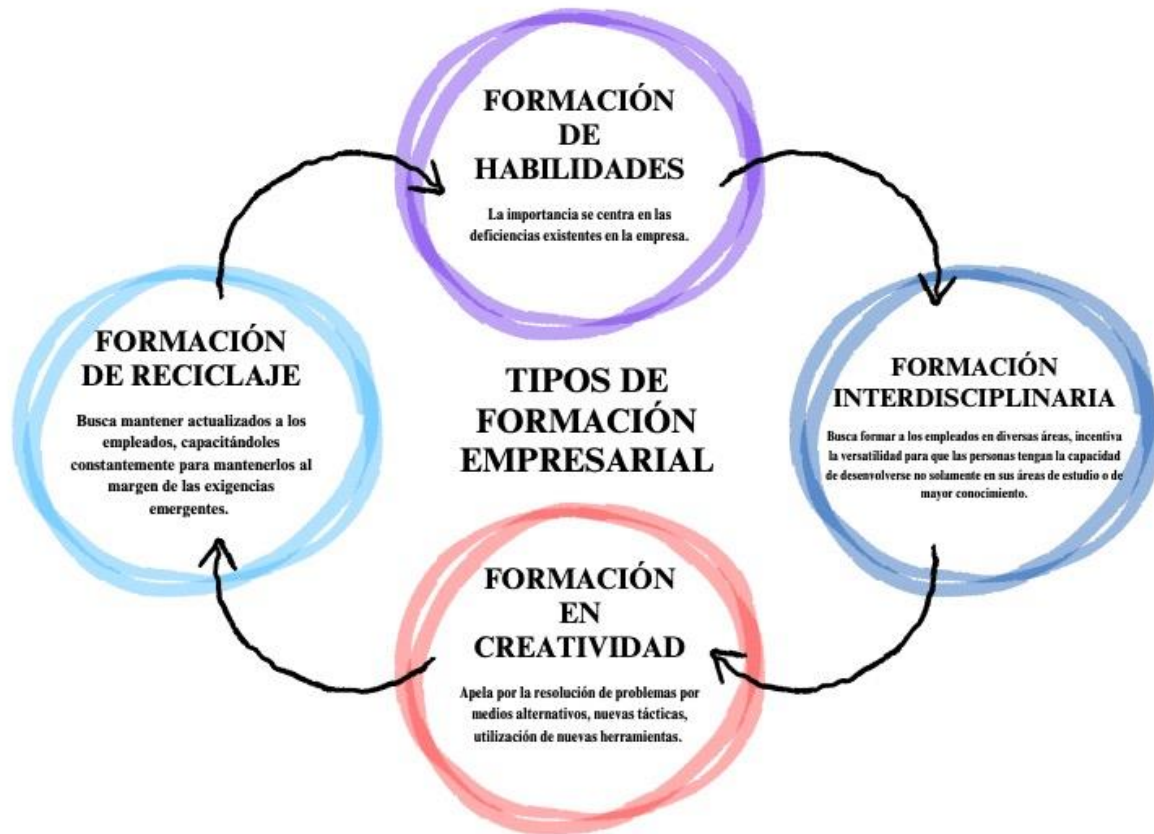 FORMACIÓN
DE
HABILIDADES
La importancia se centra en las
deficiencias existentes en la empresa.
FORMACIÓN
DE RECICLAJE
Busca mantener actualizados a los
empleados, capacitándoles
constantemente para mantenerlos al
margen de las exigencias
emergentes.
TIPOS DE
FORMACIÓN
EMPRESARIAL
FORMACIÓN
INTERDISCIPLINARIA
Busca formar a los empleados en diversas áreas, incentiva
la versatilidad para que las personas tengan la capacidad
de desenvolverse no solamente en sus áreas de estudio o de
mayor conocimiento.
FORMACIÓN
EN
CREATIVIDAD
Apela por la resolución de problemas por
medios alternativos, nuevas tácticas,
utilización de nuevas herramientas.